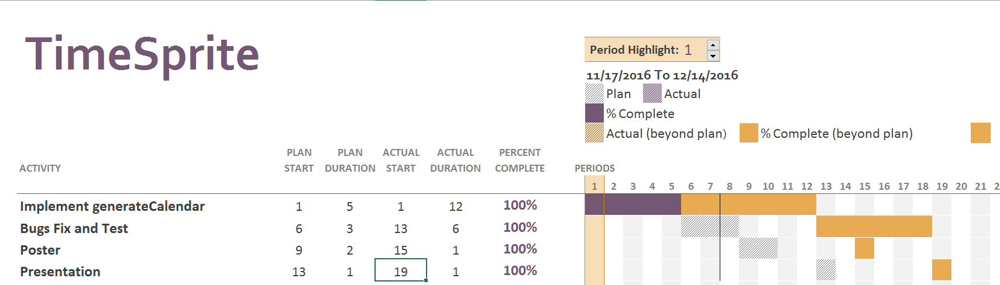 TimeSprite
Period Highlight: 1
11/17/2016 To 12/14/2016
Plan Actual
% Complete
Actual (beyond plan) % Complete (beyond plan)
PLAN PLAN ACTUAL ACTUAL PERCENT
ACTIVITY START DURATION START DURATION COMPLETE PERIODS
1 2 3 4 5 6 7 8 9 10 11 12 13 14 15 16 17 18 19 20 21 2
Implement generateCalendar 1 5 1 12 100%
Bugs Fix and Test 6 3 13 6 100%
Poster 9 2 15 1 100%
Presentation 13 1 19 1 100%